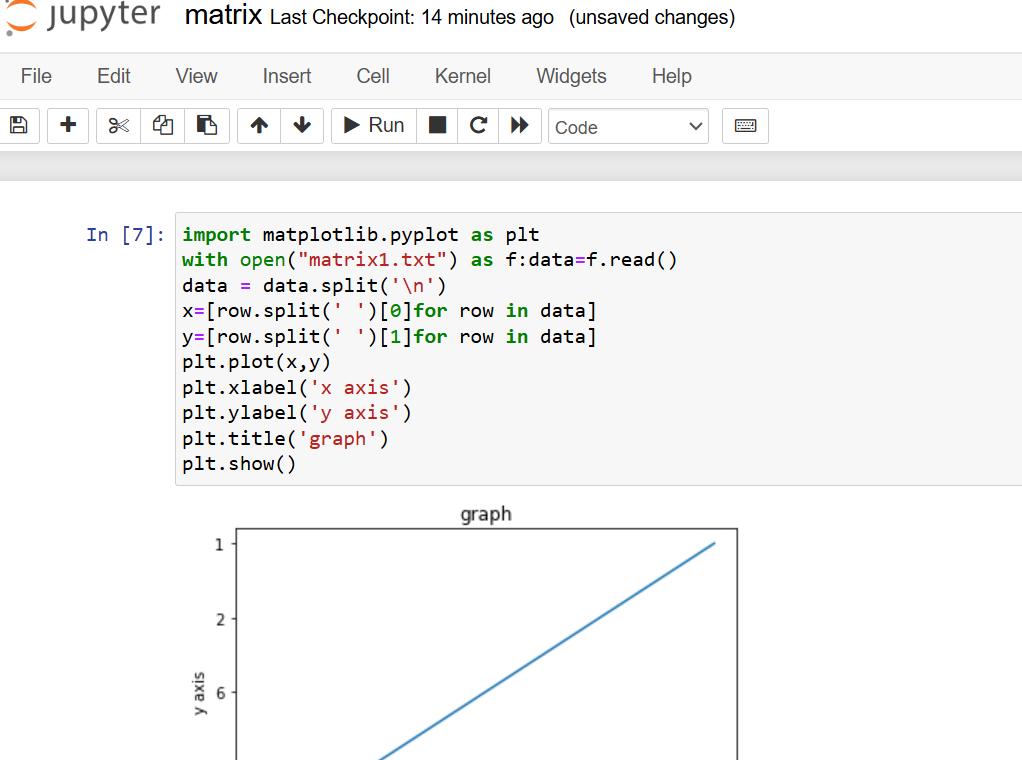 jupyter matrix Last Checkpoint: 14 minutes ago (unsaved changes)
File Edit View Insert Cell Kernel Widgets Help
Run Code
In [7]:
import matplotlib.pyplot as plt
with open("matrix1.txt") as f:data=f.read()
data = data.split('\n')
x=[row.split(' ')[0]for row in data]
y=[row.split(' ')[1]for row in data]
plt.plot(x,y)
plt.xlabel('x axis')
plt.ylabel('y axis')
plt.title('graph')
plt.show()
graph
1
2
6
y axis